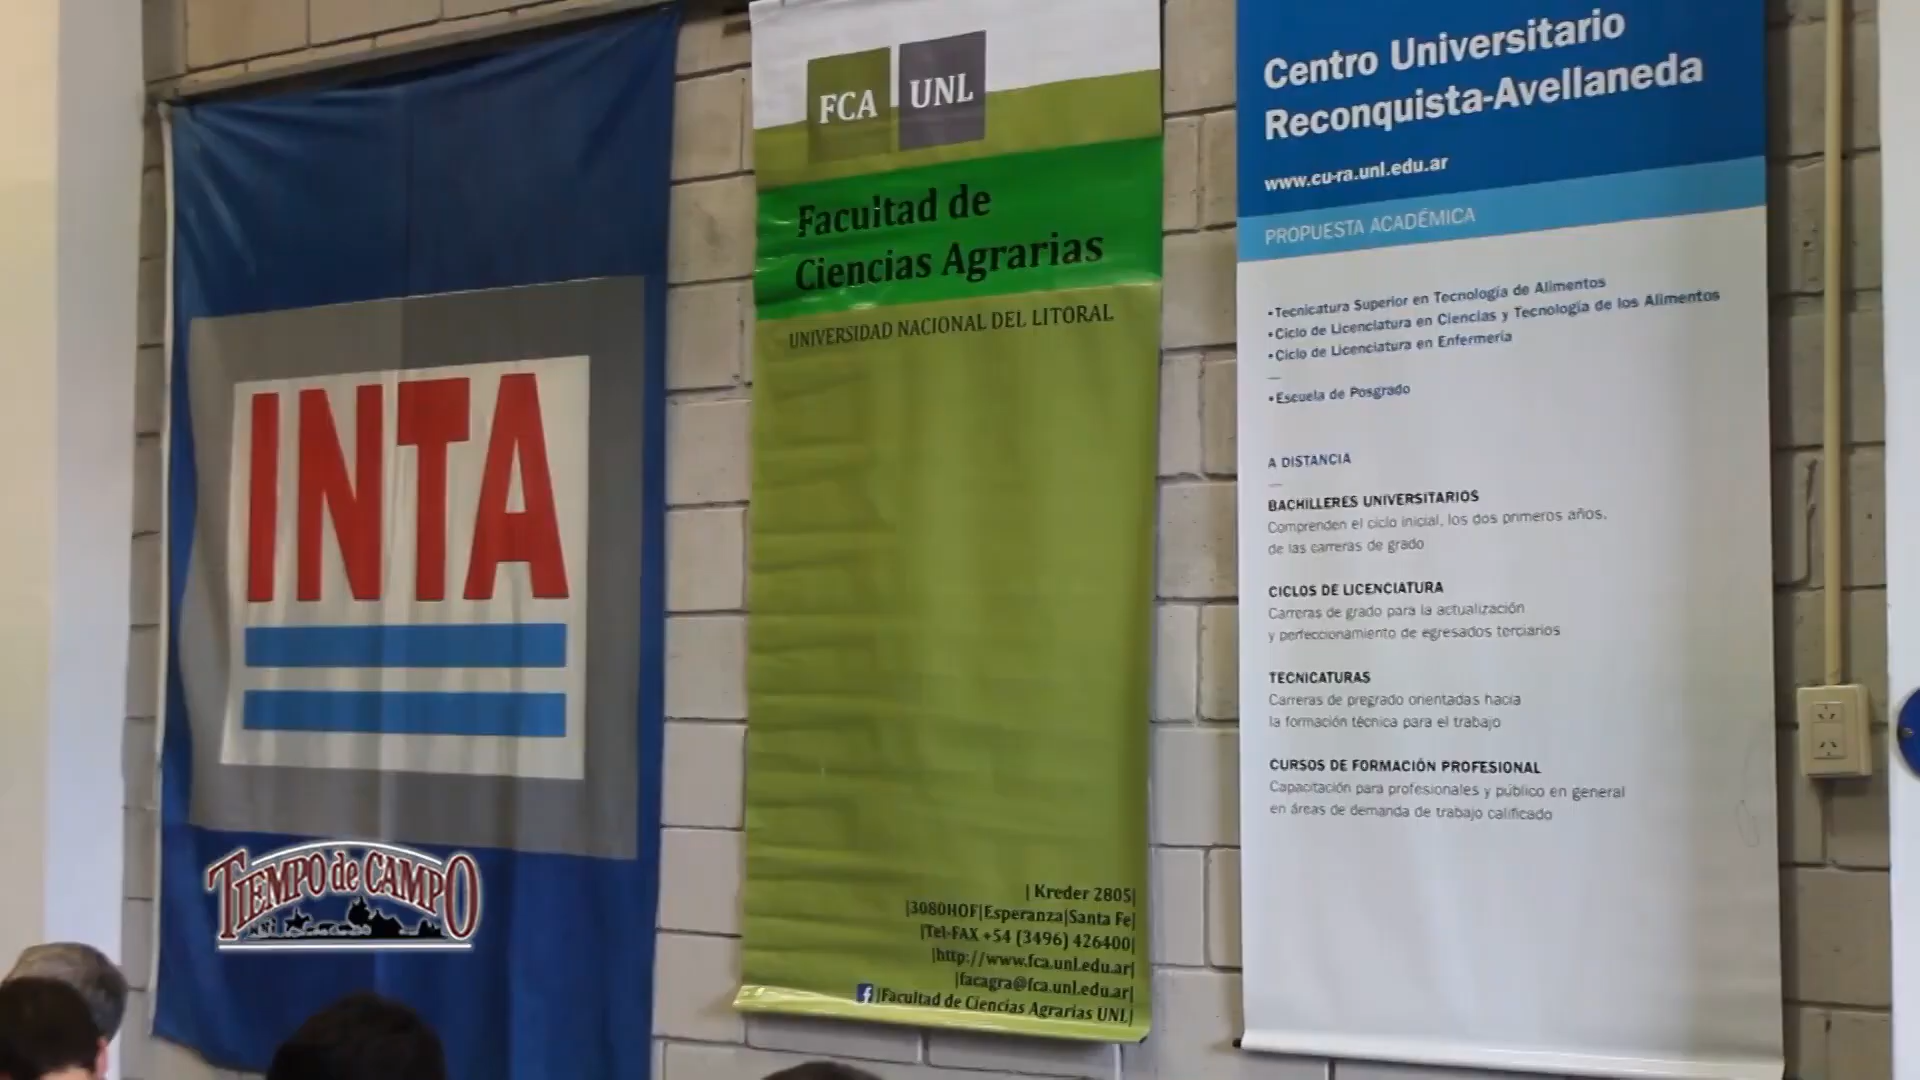 INTA
TIEMPO de CAMPO
FCA UNL
Facultad de
Ciencias Agrarias
UNIVERSIDAD NACIONAL DEL LITORAL
| Kreder 2805|
|3080HOF|Esperanza|Santa Fe|
|Tel-FAX +54 (3496) 426400|
|http://www.fca.unl.edu.ar|
|facagra@fca.unl.edu.ar|
f |Facultad de Ciencias Agrarias UNL|
Centro Universitario
Reconquista-Avellaneda
www.cu-ra.unl.edu.ar
PROPUESTA ACADÉMICA
• Tecnicatura Superior en Tecnología de Alimentos
• Ciclo de Licenciatura en Ciencias y Tecnología de los Alimentos
• Ciclo de Licenciatura en Enfermería
—
• Escuela de Posgrado
A DISTANCIA
—
BACHILLERES UNIVERSITARIOS
Comprenden el ciclo inicial, los dos primeros años,
de las carreras de grado
CICLOS DE LICENCIATURA
Carreras de grado para la actualización
y perfeccionamiento de egresados terciarios
TECNICATURAS
Carreras de pregrado orientadas hacia
la formación técnica para el trabajo
CURSOS DE FORMACIÓN PROFESIONAL
Capacitación para profesionales y público en general
en áreas de demanda de trabajo calificado